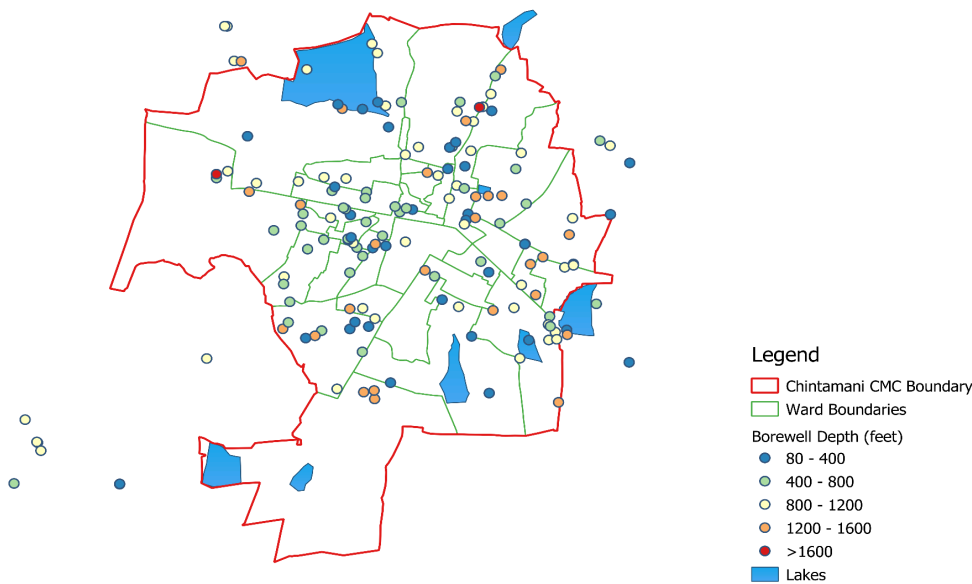 Legend
Chintamani CMC Boundary
Ward Boundaries
Borewell Depth (feet)
80 - 400
400 - 800
800 - 1200
1200 - 1600
>1600
Lakes